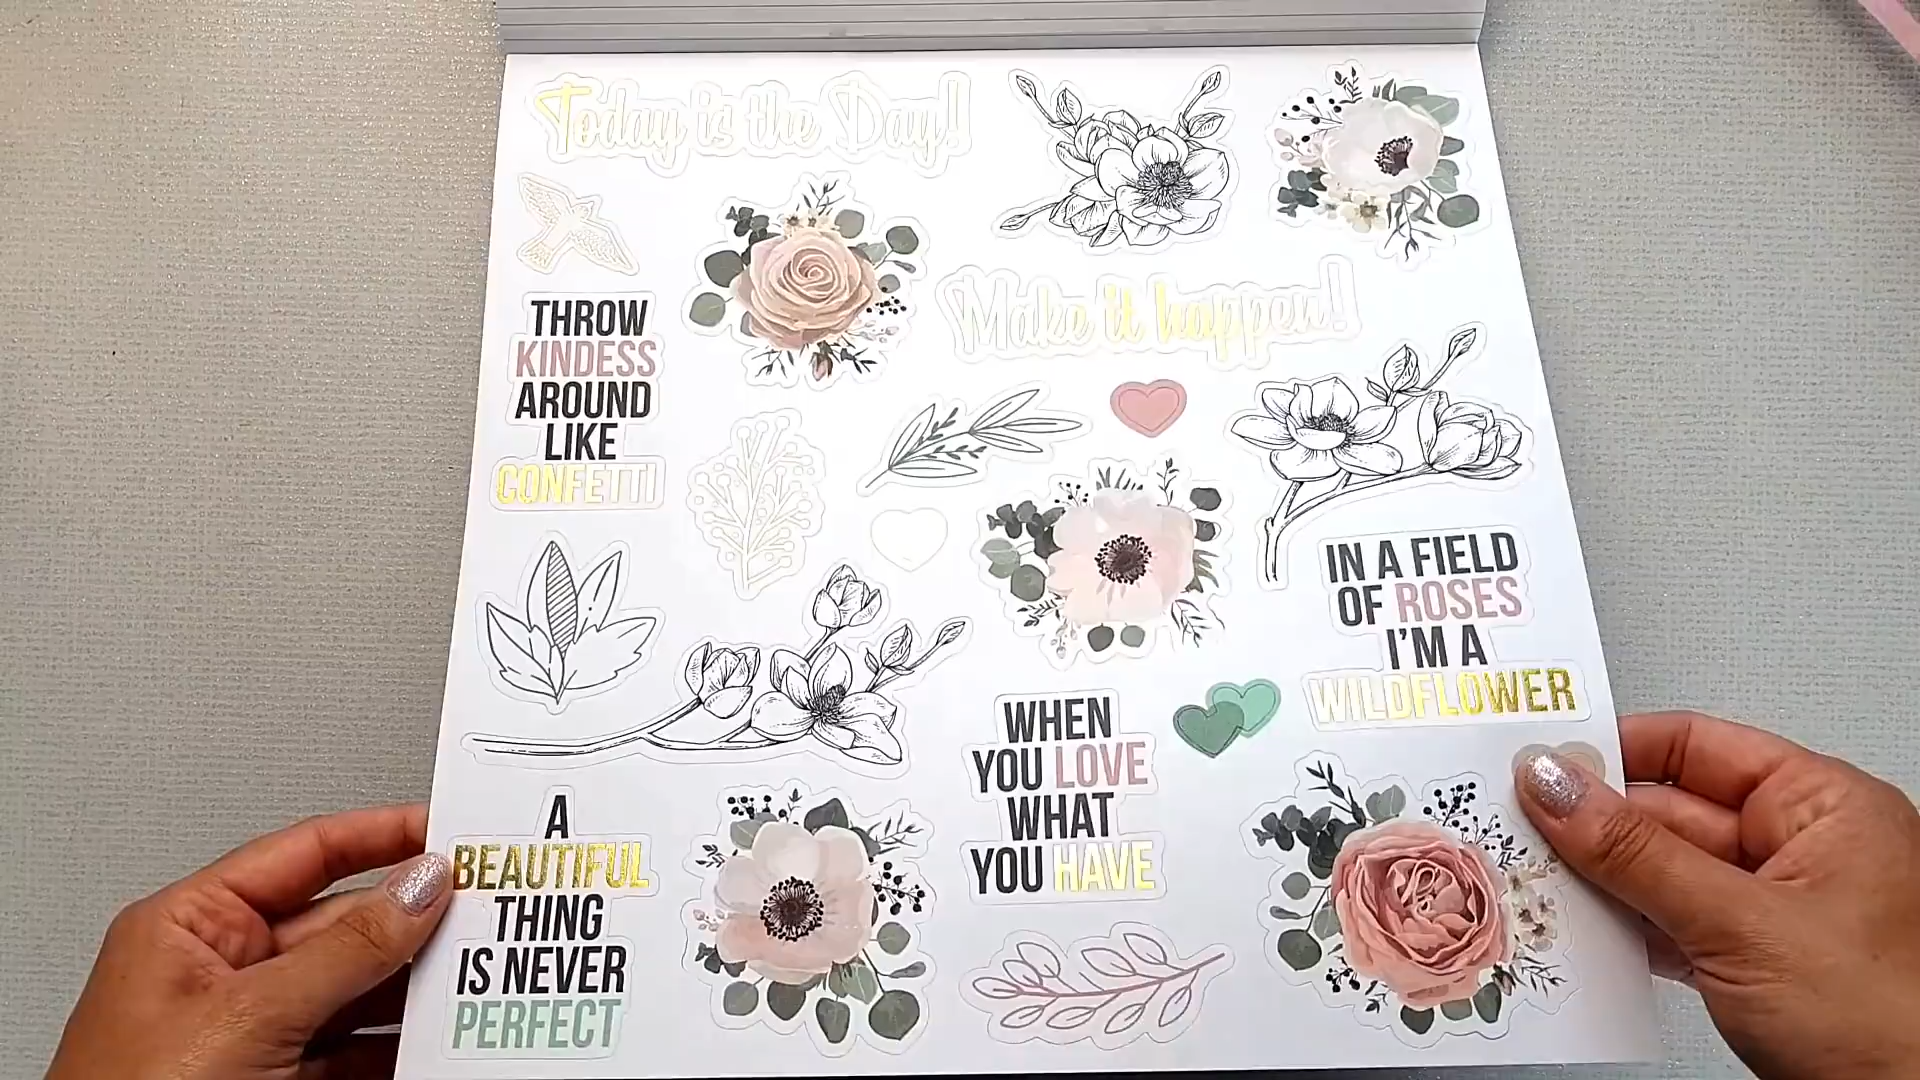 Today is the Day!
Make it happen!
THROW
KINDESS
AROUND
LIKE
CONFETTI
IN A FIELD
OF ROSES
I'M A
WILDFLOWER
WHEN
YOU LOVE
WHAT
YOU HAVE
A
BEAUTIFUL
THING
IS NEVER
PERFECT